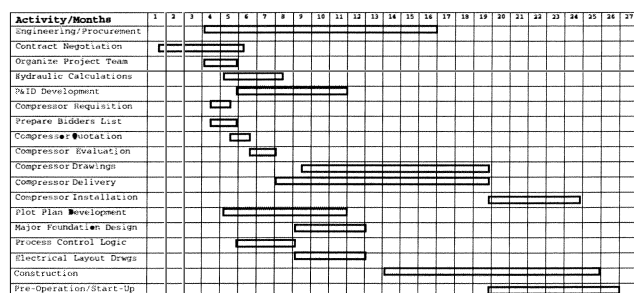 Activity/Months 1 2 3 4 5 6 7 8 9 10 11 12 13 14 15 16 17 18 19 20 21 22 23 24 25 26 27
Engineering/Procurement
Contract Negotiation
Organize Project Team
Hydraulic Calculations
P&ID Development
Compressor Requisition
Prepare Bidders List
Compressor Quotation
Compressor Evaluation
Compressor Drawings
Compressor Delivery
Compressor Installation
Plot Plan Development
Major Foundation Design
Process Control Logic
Electrical Layout Drwgs
Construction
Pre-Operation/Start-Up